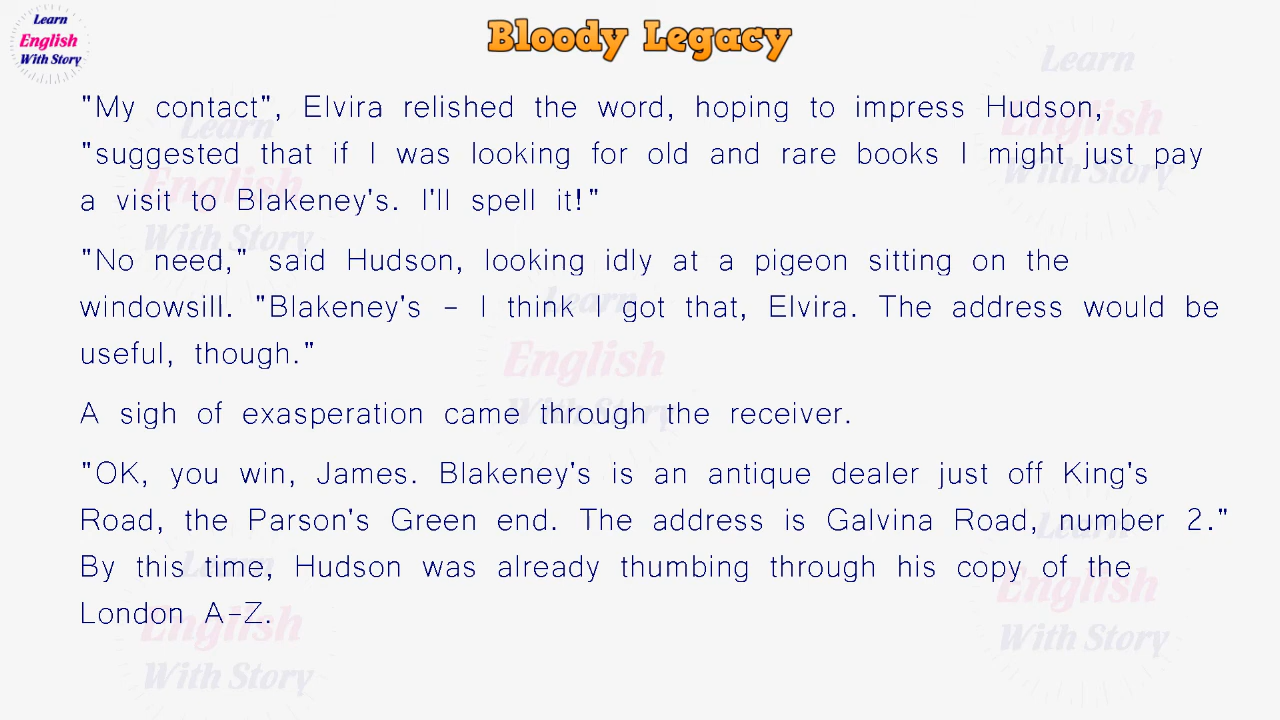 Learn
English
With Story
Bloody Legacy
"My contact", Elvira relished the word, hoping to impress Hudson,
"suggested that if I was looking for old and rare books I might just pay
a visit to Blakeney's. I'll spell it!"
"No need," said Hudson, looking idly at a pigeon sitting on the
windowsill. "Blakeney's – I think I got that, Elvira. The address would be
useful, though."
A sigh of exasperation came through the receiver.
"OK, you win, James. Blakeney's is an antique dealer just off King's
Road, the Parson's Green end. The address is Galvina Road, number 2."
By this time, Hudson was already thumbing through his copy of the
London A-Z.